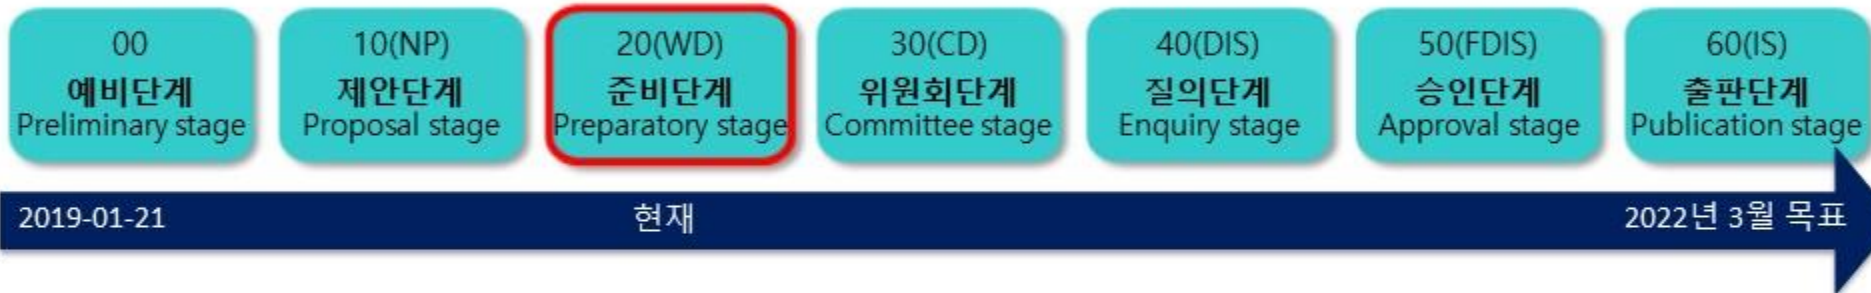 00
예비단계
Preliminary stage
10(NP)
제안단계
Proposal stage
20(WD)
준비단계
Preparatory stage
30(CD)
위원회단계
Committee stage
40(DIS)
질의단계
Enquiry stage
50(FDIS)
승인단계
Approval stage
60(IS)
출판단계
Publication stage
2019-01-21
현재
2022년 3월 목표